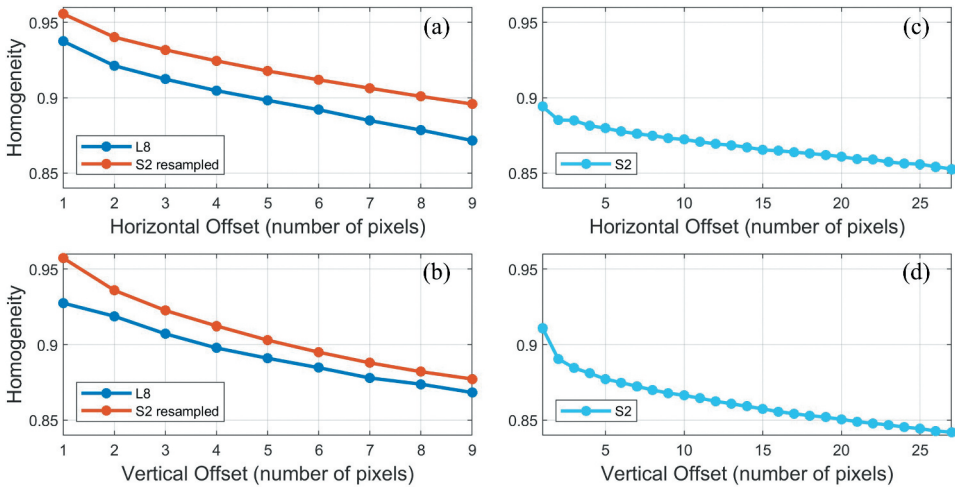 (a)
Homogeneity
0.95
0.9
0.85
L8
S2 resampled
1 2 3 4 5 6 7 8 9
Horizontal Offset (number of pixels)
(c)
0.95
0.9
0.85
S2
5 10 15 20 25
Horizontal Offset (number of pixels)
(b)
Homogeneity
0.95
0.9
0.85
L8
S2 resampled
1 2 3 4 5 6 7 8 9
Vertical Offset (number of pixels)
(d)
0.95
0.9
0.85
S2
5 10 15 20 25
Vertical Offset (number of pixels)